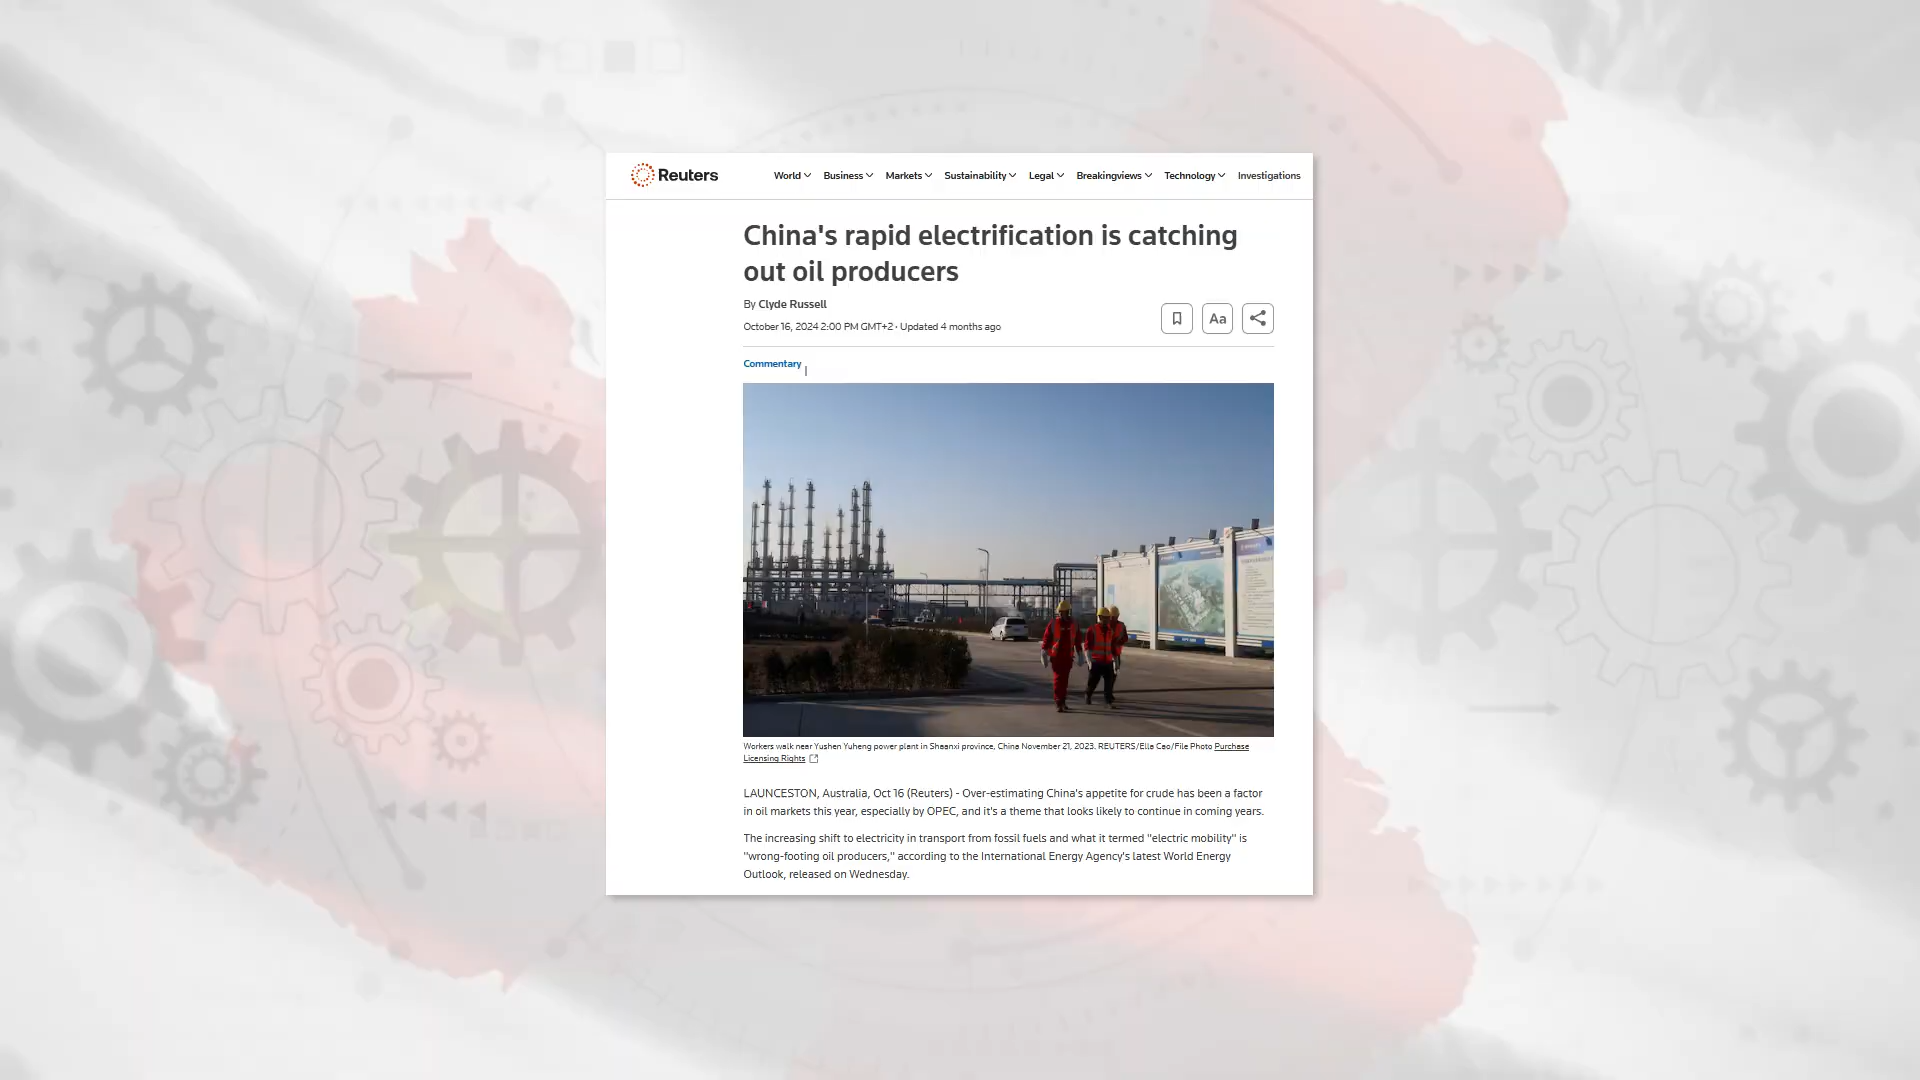 Reuters
World Business Markets Sustainability Legal Breakingviews Technology Investigations
China's rapid electrification is catching
out oil producers
By Clyde Russell
October 16, 2024 2:00 PM GMT+2 · Updated 4 months ago
Aa
Commentary
Workers walk near Yushen Yuheng power plant in Shaanxi province, China November 21, 2023. REUTERS/Ella Cao/File Photo Purchase
Licensing Rights
LAUNCESTON, Australia, Oct 16 (Reuters) - Over-estimating China's appetite for crude has been a factor
in oil markets this year, especially by OPEC, and it's a theme that looks likely to continue in coming years.
The increasing shift to electricity in transport from fossil fuels and what it termed "electric mobility" is
"wrong-footing oil producers," according to the International Energy Agency's latest World Energy
Outlook, released on Wednesday.